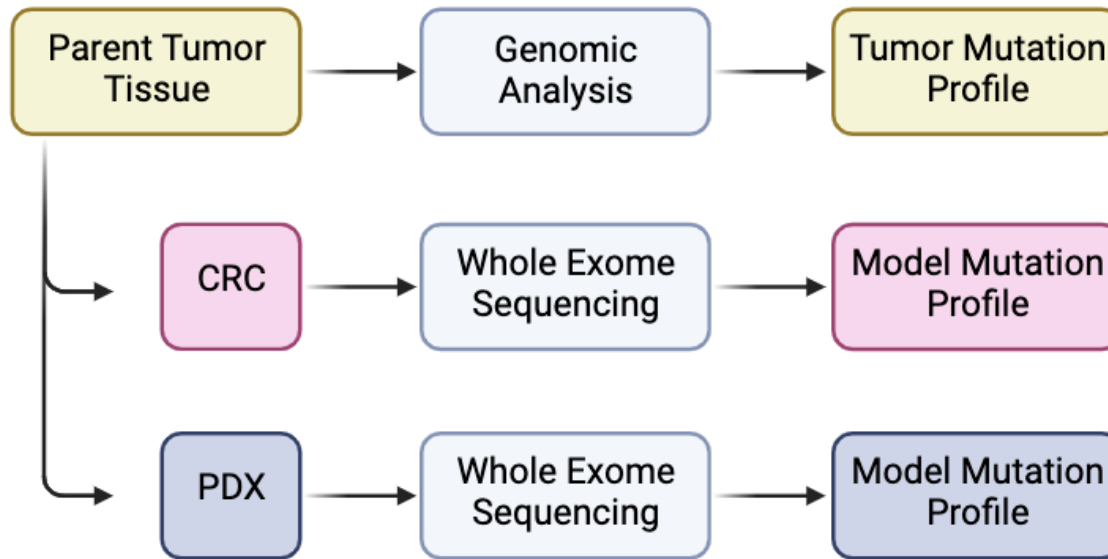 Parent Tumor
Tissue
Genomic
Analysis
Tumor Mutation
Profile
CRC
Whole Exome
Sequencing
Model Mutation
Profile
PDX
Whole Exome
Sequencing
Model Mutation
Profile